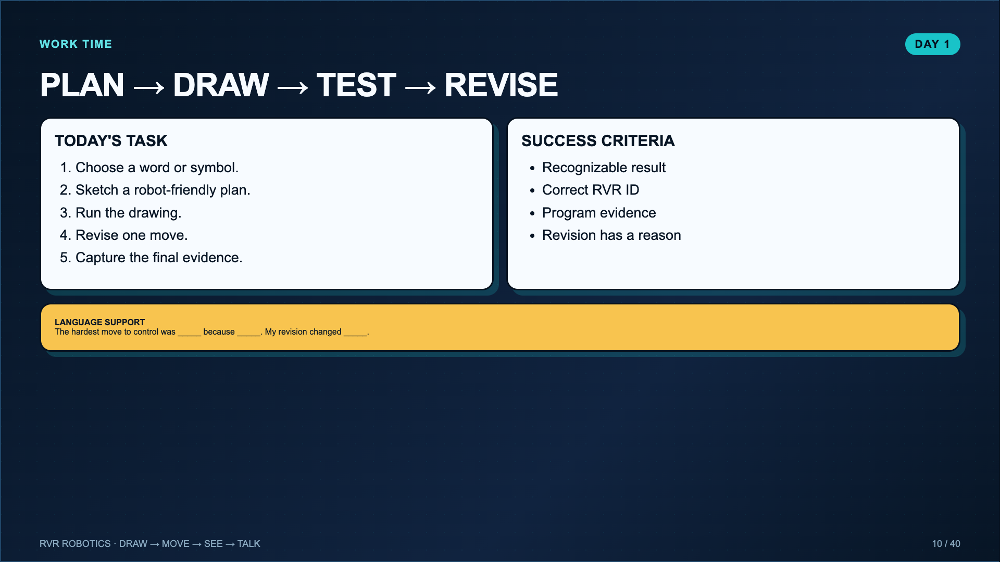 WORK TIME
DAY 1
PLAN → DRAW → TEST → REVISE
TODAY'S TASK
1. Choose a word or symbol.
2. Sketch a robot-friendly plan.
3. Run the drawing.
4. Revise one move.
5. Capture the final evidence.
SUCCESS CRITERIA
• Recognizable result
• Correct RVR ID
• Program evidence
• Revision has a reason
LANGUAGE SUPPORT
The hardest move to control was _____ because _____. My revision changed _____.
RVR ROBOTICS · DRAW → MOVE → SEE → TALK
10 / 40